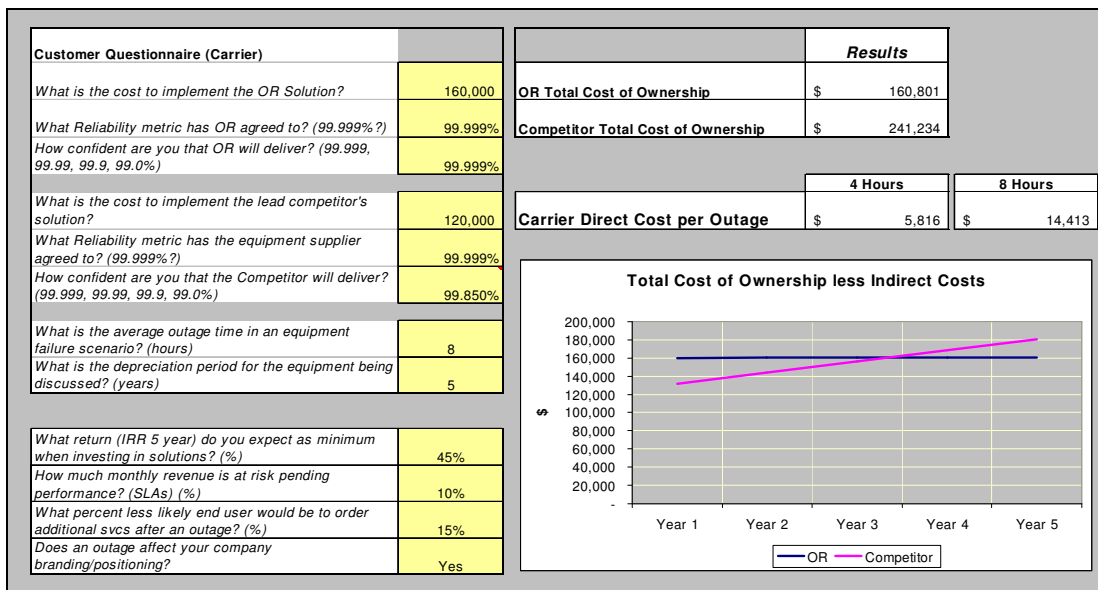 Customer Questionnaire (Carrier)
What is the cost to implement the OR Solution?
160,000
What Reliability metric has OR agreed to? (99.999%?)
99.999%
How confident are you that OR will deliver? (99.999,
99.99, 99.9, 99.0%)
99.999%
What is the cost to implement the lead competitor's
solution?
120,000
What Reliability metric has the equipment supplier
agreed to? (99.999%?)
99.999%
How confident are you that the Competitor will deliver?
(99.999, 99.99, 99.9, 99.0%)
99.850%
What is the average outage time in an equipment
failure scenario? (hours)
8
What is the depreciation period for the equipment being
discussed? (years)
5
What return (IRR 5 year) do you expect as minimum
when investing in solutions? (%)
45%
How much monthly revenue is at risk pending
performance? (SLAs) (%)
10%
What percent less likely end user would be to order
additional svcs after an outage? (%)
15%
Does an outage affect your company
branding/positioning?
Yes
Results
OR Total Cost of Ownership $ 160,801
Competitor Total Cost of Ownership $ 241,234
4 Hours 8 Hours
Carrier Direct Cost per Outage $ 5,816 $ 14,413
Total Cost of Ownership less Indirect Costs
200,000
180,000
160,000
140,000
120,000
100,000
80,000
60,000
40,000
20,000
-
$
Year 1 Year 2 Year 3 Year 4 Year 5
OR Competitor